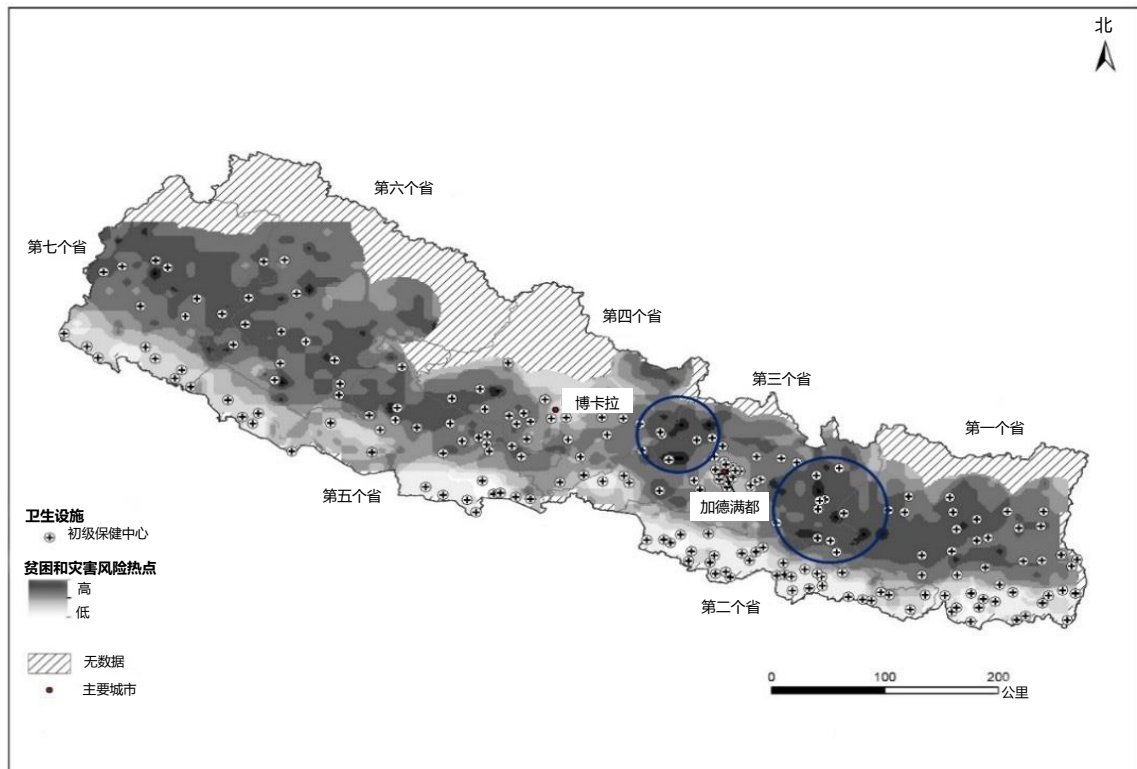 北
第六个省
第七个省
第四个省
第三个省
博卡拉
第一个省
第五个省
加德满都
卫生设施
初级保健中心
贫困和灾害风险热点
高
低
第二个省
无数据
主要城市
0 100 200
公里